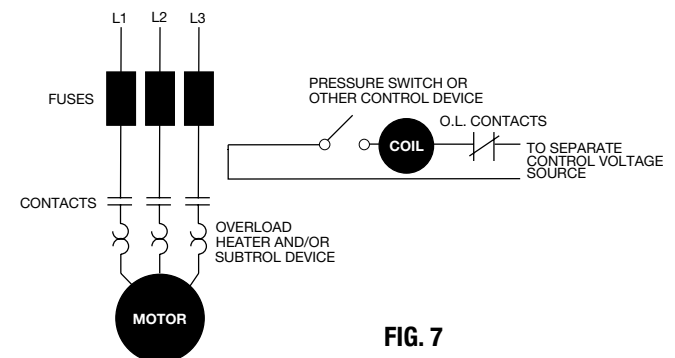 L1 L2 L3
FUSES
PRESSURE SWITCH OR
OTHER CONTROL DEVICE
O.L. CONTACTS
COIL
TO SEPARATE
CONTROL VOLTAGE
SOURCE
CONTACTS
OVERLOAD
HEATER AND/OR
SUBTROL DEVICE
MOTOR
FIG. 7